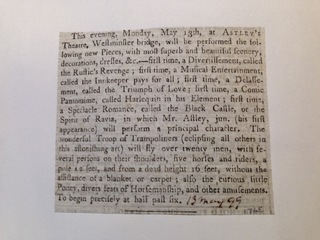 This evening, Monday, May 13th, at ASTLEY's
Theatre, Westminster bridge, will be performed the fol-
lowing new Pieces, with most superb and beautiful scenery,
decorations, dresses, &c.—first time, a Divertissement, called
the Rustic's Revenge; first time, a Musical Entertainment,
called the Innkeeper pays for all; first time, a Delasse-
ment, called the Triumph of Love; first time, a Comic
Pantomime, called Harlequin in his Element; first time,
a Spectacle Romance, called the Black Castle, or the
Spirit of Ravia, in which Mr. Astley, jun. (his first
appearance) will perform a principal character. The
wonderful Troop of Trampoliners (eclipsing all others in
this astonishing art) will fly over twenty men, with se-
veral persons on their shoulders, five horses and riders, a
pole 12 feet, and from a dead height 16 feet, without the
assistance of a blanket or carpet; also the curious little
Poney, divers feats of Horsemanship, and other amusements.
To begin precisely at half past six. 13 may 99